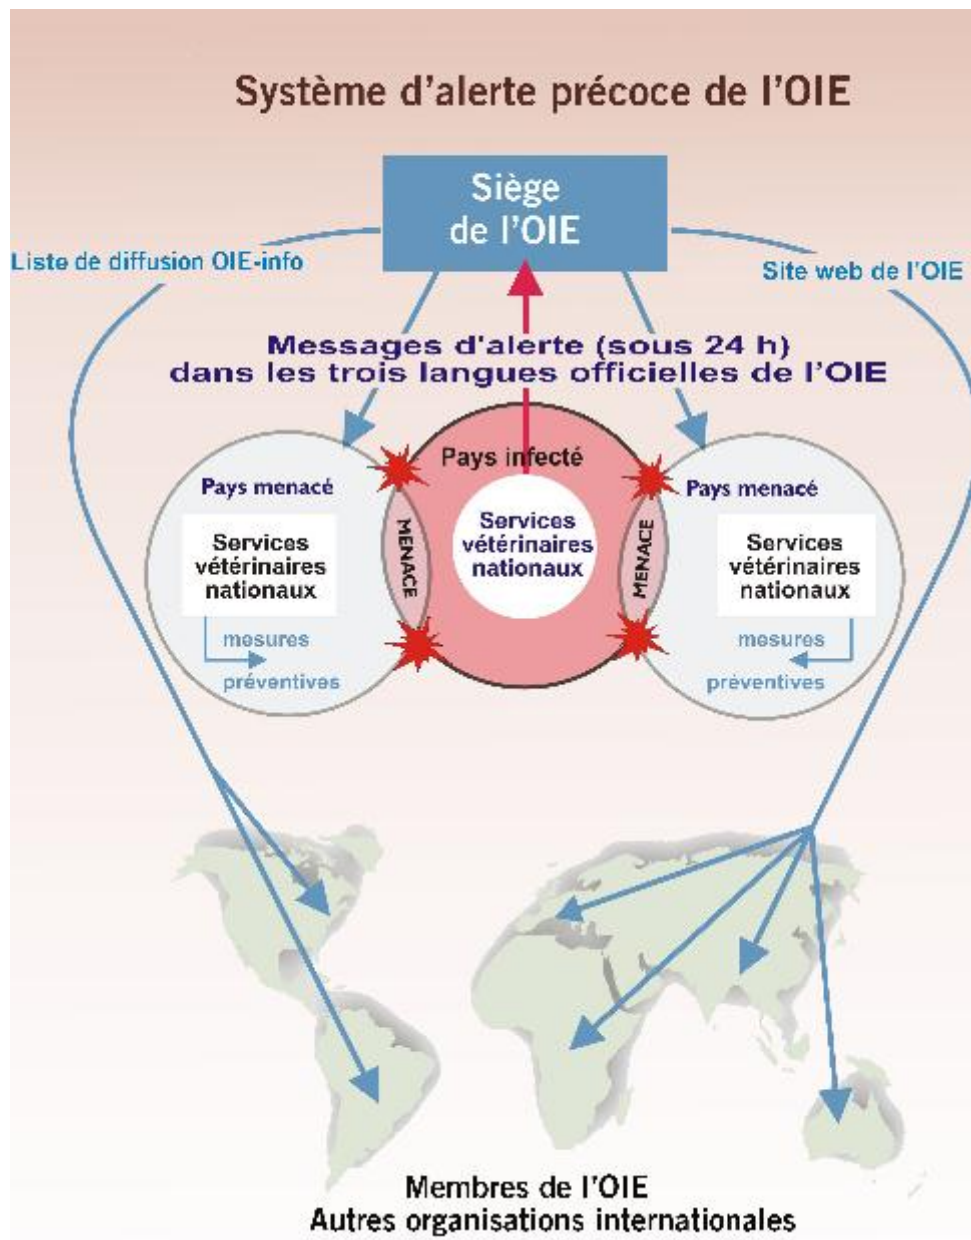 Système d'alerte précoce de l'OIE
Siège
de l'OIE
Liste de diffusion OIE-info
Site web de l'OIE
Messages d'alerte (sous 24 h)
dans les trois langues officielles de l'OIE
Pays infecté
Pays menacé
Pays menacé
Services
vétérinaires
nationaux
MENACE
Services
vétérinaires
nationaux
MENACE
Services
vétérinaires
nationaux
mesures
préventives
mesures
préventives
Membres de l'OIE
Autres organisations internationales